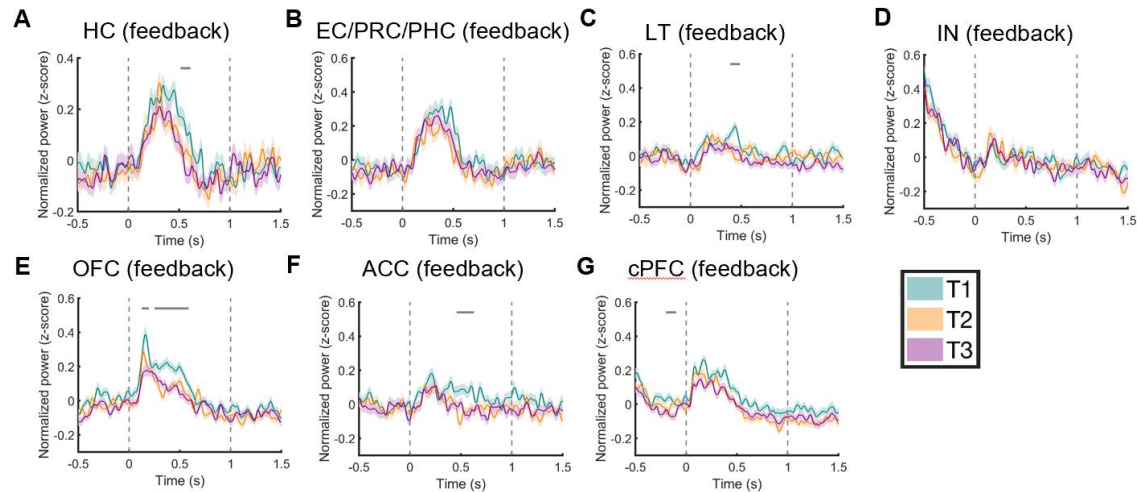 A
HC (feedback)
Normalized power (z-score)
0.4
0.2
0
-0.2
-0.5
0
0.5
1
1.5
Time (s)
B
EC/PRC/PHC (feedback)
Normalized power (z-score)
0.6
0.4
0.2
0
-0.2
-0.5
0
0.5
1
1.5
Time (s)
C
LT (feedback)
Normalized power (z-score)
0.6
0.4
0.2
0
-0.2
-0.5
0
0.5
1
1.5
Time (s)
D
IN (feedback)
Normalized power (z-score)
0.6
0.4
0.2
0
-0.2
-0.5
0
0.5
1
1.5
Time (s)
E
OFC (feedback)
Normalized power (z-score)
0.6
0.4
0.2
0
-0.2
-0.5
0
0.5
1
1.5
Time (s)
F
ACC (feedback)
Normalized power (z-score)
0.6
0.4
0.2
0
-0.2
-0.5
0
0.5
1
1.5
Time (s)
G
cPFC (feedback)
Normalized power (z-score)
0.6
0.4
0.2
0
-0.2
-0.5
0
0.5
1
1.5
Time (s)
T1
T2
T3